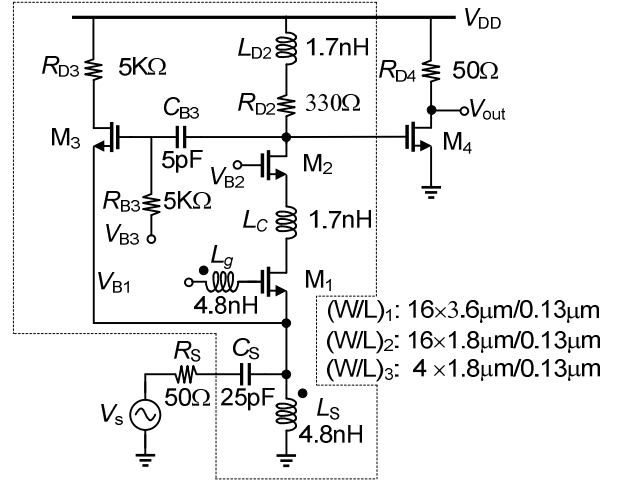 V_DD
L_D2 1.7nH
R_D3 5KΩ
R_D2 330Ω
R_D4 50Ω
C_B3
5pF
V_out
M_3
M_2
M_4
V_B2
R_B3 5KΩ
V_B3
L_C 1.7nH
L_g
4.8nH
M_1
V_B1
(W/L)_1: 16×3.6μm/0.13μm
(W/L)_2: 16×1.8μm/0.13μm
(W/L)_3: 4 ×1.8μm/0.13μm
R_S
50Ω
C_S
25pF
V_s
L_S
4.8nH